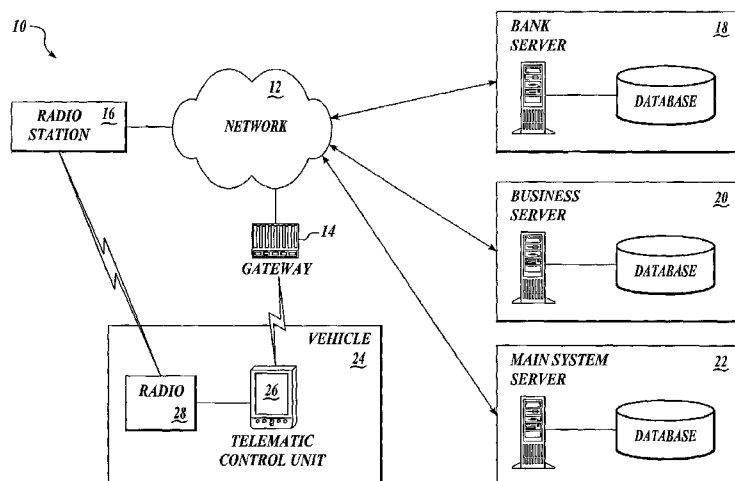 10
RADIO
STATION
16
12
NETWORK
14
GATEWAY
VEHICLE
24
RADIO
28
26
TELEMATIC
CONTROL UNIT
BANK
SERVER
18
DATABASE
BUSINESS
SERVER
20
DATABASE
MAIN SYSTEM
SERVER
22
DATABASE